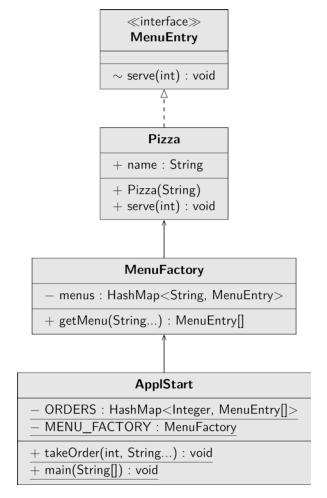 ≪interface≫
MenuEntry
∼ serve(int) : void
Pizza
+ name : String
+ Pizza(String)
+ serve(int) : void
MenuFactory
− menus : HashMap<String, MenuEntry>
+ getMenu(String...) : MenuEntry[]
ApplStart
− ORDERS : HashMap<Integer, MenuEntry[]>
− MENU_FACTORY : MenuFactory
+ takeOrder(int, String...) : void
+ main(String[]) : void